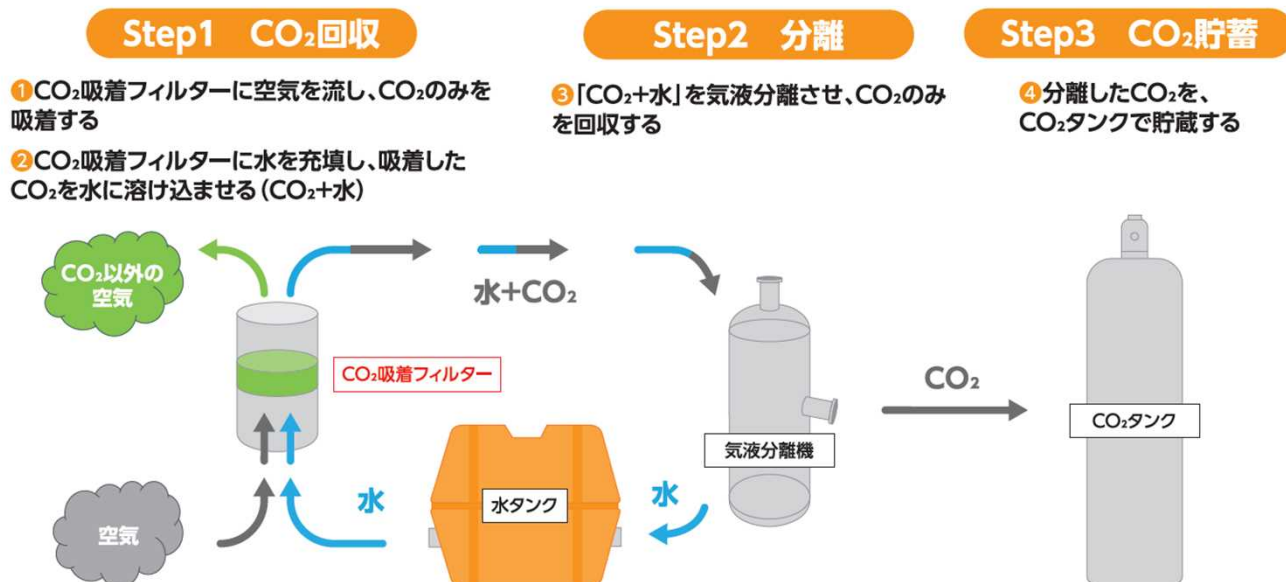 Step1 CO₂回収
Step2 分離
Step3 CO₂貯蓄
❶CO₂吸着フィルターに空気を流し、CO₂のみを
吸着する
❷CO₂吸着フィルターに水を充填し、吸着した
CO₂を水に溶け込ませる(CO₂+水)
❸「CO₂+水」を気液分離させ、CO₂のみ
を回収する
❹分離したCO₂を、
CO₂タンクで貯蔵する
CO₂以外の
空気
水+CO₂
CO₂吸着フィルター
CO₂
CO₂タンク
気液分離機
水
水タンク
水
空気